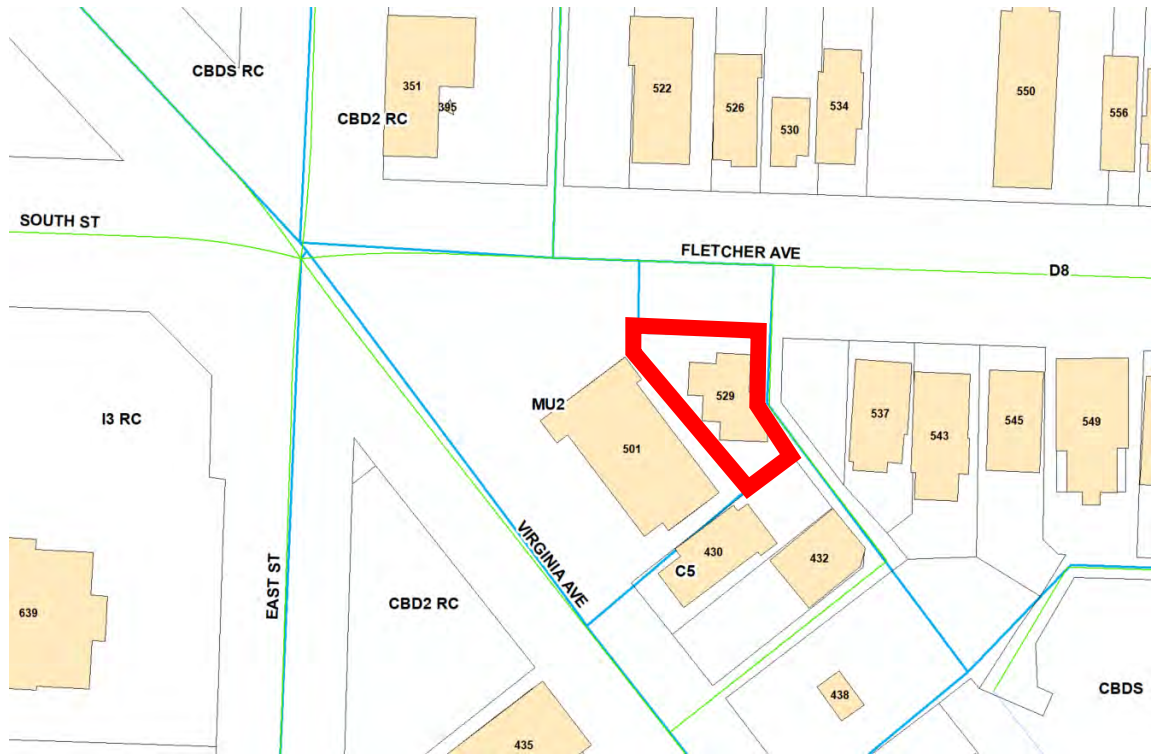 CBDS RC
351
395
CBD2 RC
522
526
530
534
550
556
SOUTH ST
FLETCHER AVE
D8
I3 RC
MU2
529
501
537
543
545
549
VIRGINIA AVE
430
C5
432
EAST ST
CBD2 RC
639
438
CBDS
435